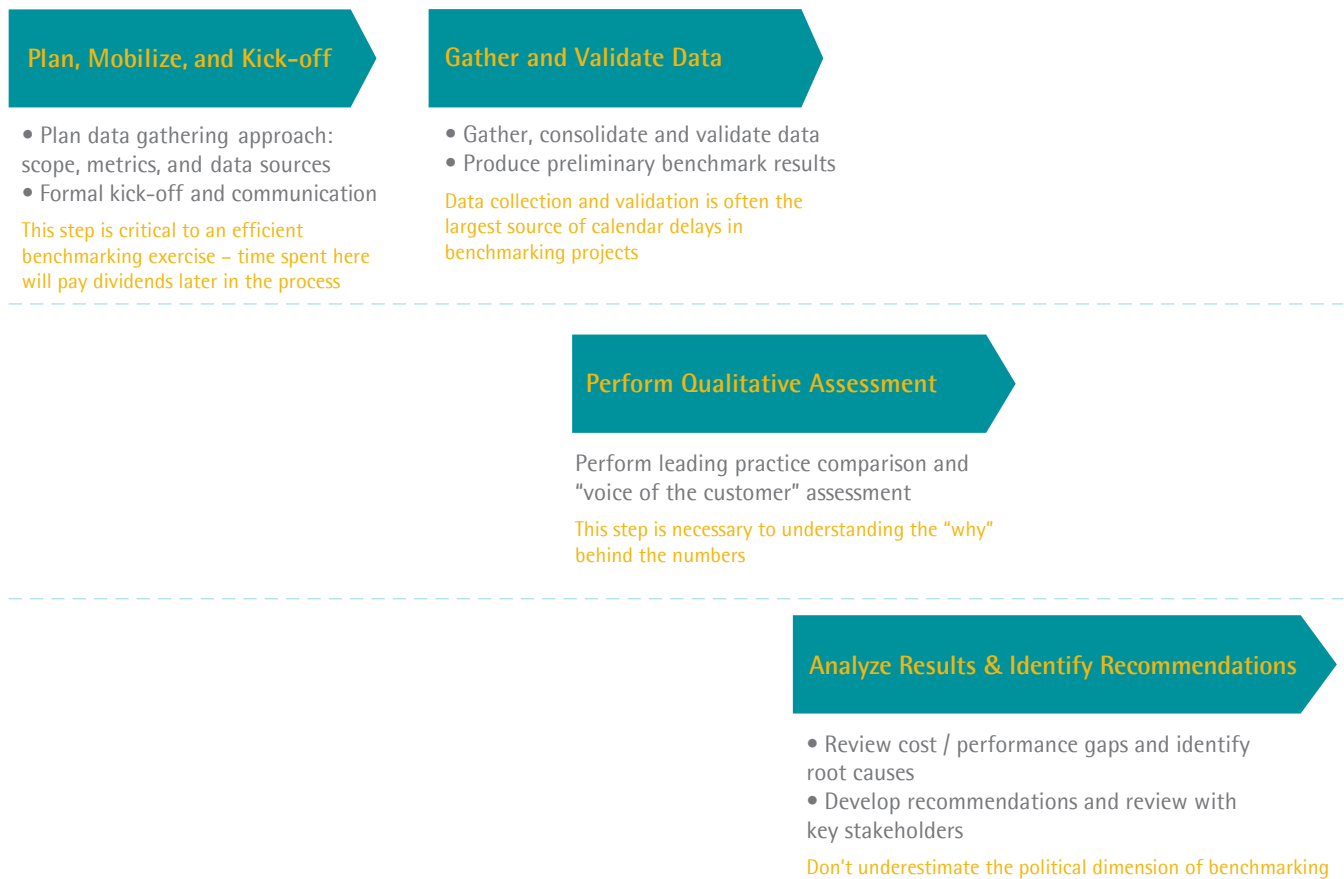 Plan, Mobilize, and Kick-off
• Plan data gathering approach:
scope, metrics, and data sources
• Formal kick-off and communication
This step is critical to an efficient
benchmarking exercise – time spent here
will pay dividends later in the process
Gather and Validate Data
• Gather, consolidate and validate data
• Produce preliminary benchmark results
Data collection and validation is often the
largest source of calendar delays in
benchmarking projects
Perform Qualitative Assessment
Perform leading practice comparison and
“voice of the customer” assessment
This step is necessary to understanding the “why”
behind the numbers
Analyze Results & Identify Recommendations
• Review cost / performance gaps and identify
root causes
• Develop recommendations and review with
key stakeholders
Don’t underestimate the political dimension of benchmarking